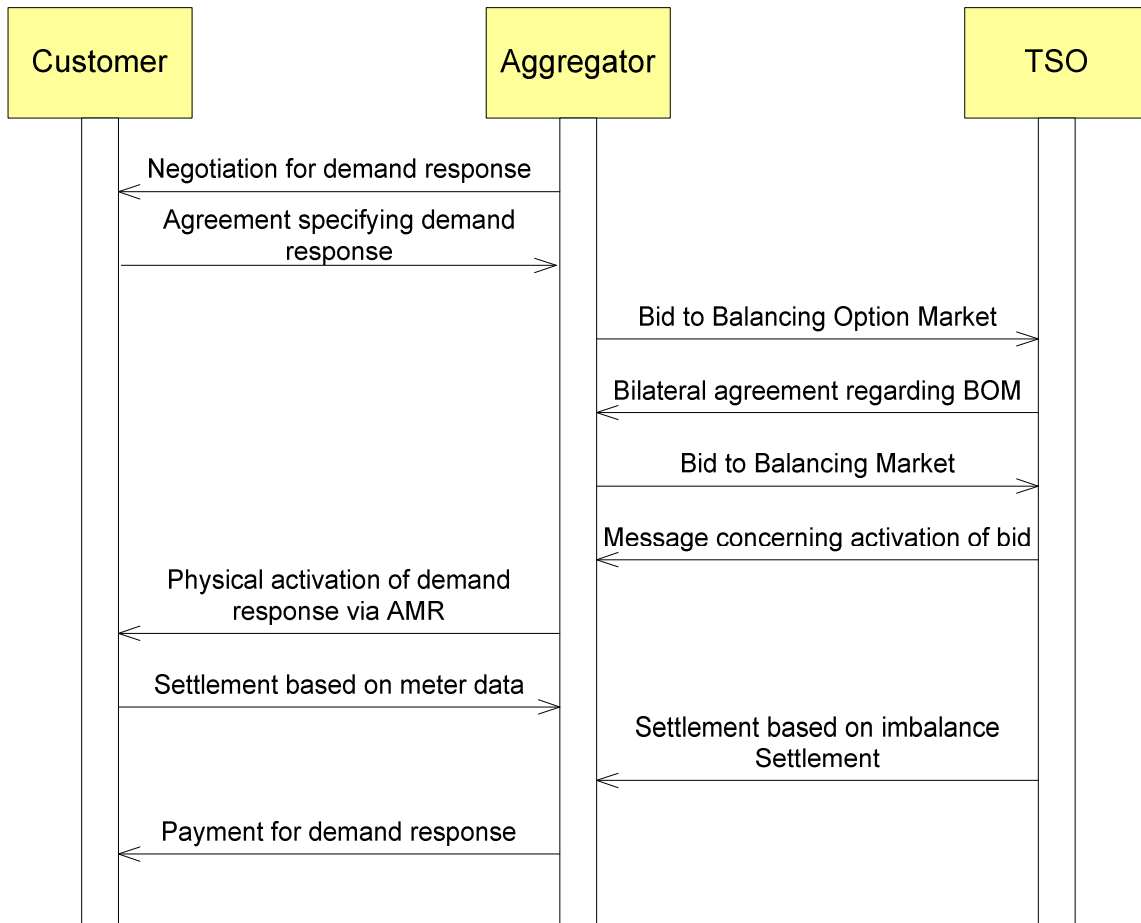 Customer
Aggregator
TSO
Negotiation for demand response
Agreement specifying demand
response
Bid to Balancing Option Market
Bilateral agreement regarding BOM
Bid to Balancing Market
Message concerning activation of bid
Physical activation of demand
response via AMR
Settlement based on meter data
Settlement based on imbalance
Settlement
Payment for demand response